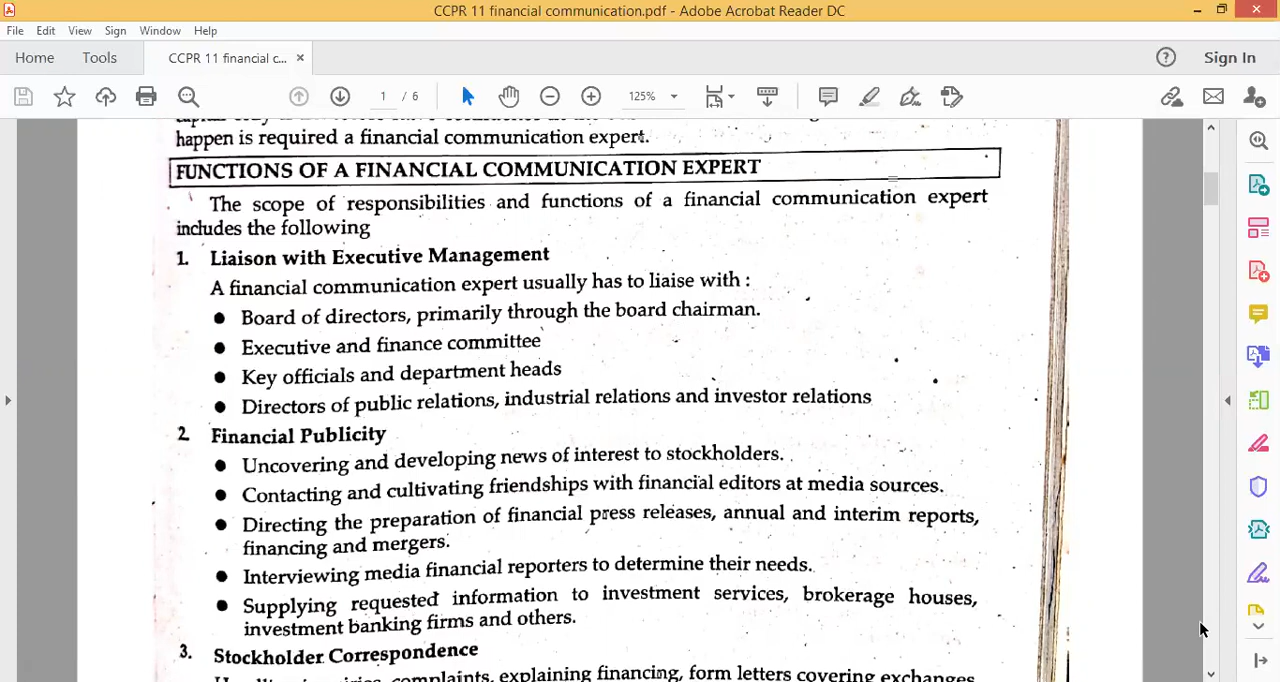 CCPR 11 financial communication.pdf - Adobe Acrobat Reader DC
File Edit View Sign Window Help
Home Tools CCPR 11 financial c... × Sign In
1 / 6 125%
happen is required a financial communication expert.
FUNCTIONS OF A FINANCIAL COMMUNICATION EXPERT
The scope of responsibilities and functions of a financial communication expert
includes the following
1. Liaison with Executive Management
A financial communication expert usually has to liaise with :
● Board of directors, primarily through the board chairman.
● Executive and finance committee
● Key officials and department heads
● Directors of public relations, industrial relations and investor relations
2. Financial Publicity
● Uncovering and developing news of interest to stockholders.
● Contacting and cultivating friendships with financial editors at media sources.
● Directing the preparation of financial press releases, annual and interim reports,
financing and mergers.
● Interviewing media financial reporters to determine their needs.
● Supplying requested information to investment services, brokerage houses,
investment banking firms and others.
3. Stockholder Correspondence
complaints, explaining financing, form letters covering exchanges